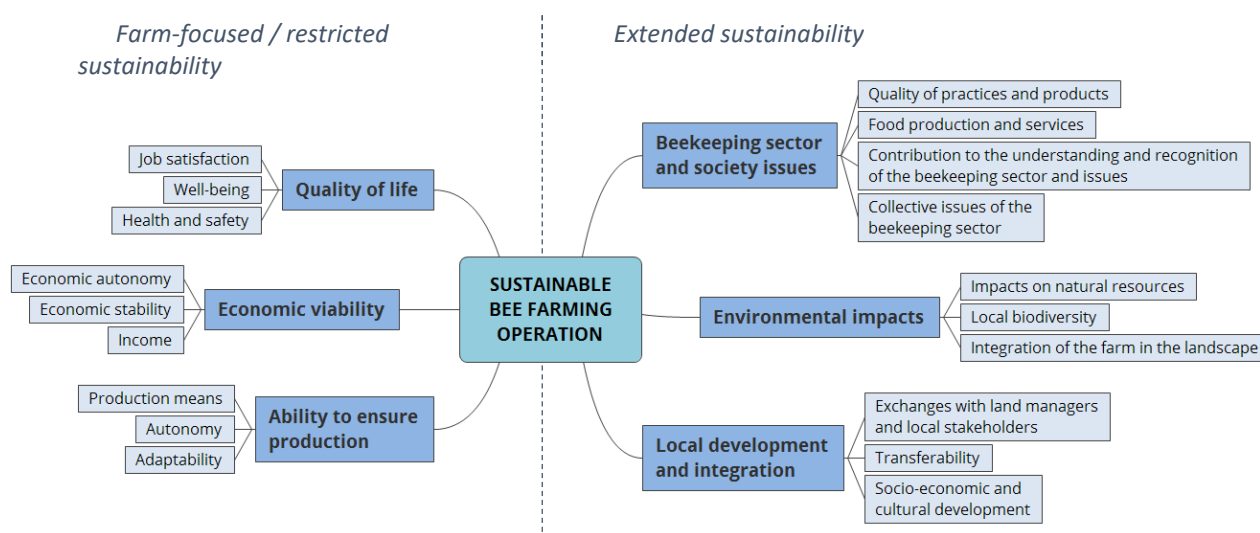 Farm-focused / restricted
sustainability
Extended sustainability
Job satisfaction
Well-being
Health and safety
Quality of life
Economic autonomy
Economic stability
Income
Economic viability
Production means
Autonomy
Adaptability
Ability to ensure
production
SUSTAINABLE
BEE FARMING
OPERATION
Beekeeping sector
and society issues
Quality of practices and products
Food production and services
Contribution to the understanding and recognition
of the beekeeping sector and issues
Collective issues of the
beekeeping sector
Environmental impacts
Impacts on natural resources
Local biodiversity
Integration of the farm in the landscape
Local development
and integration
Exchanges with land managers
and local stakeholders
Transferability
Socio-economic and
cultural development